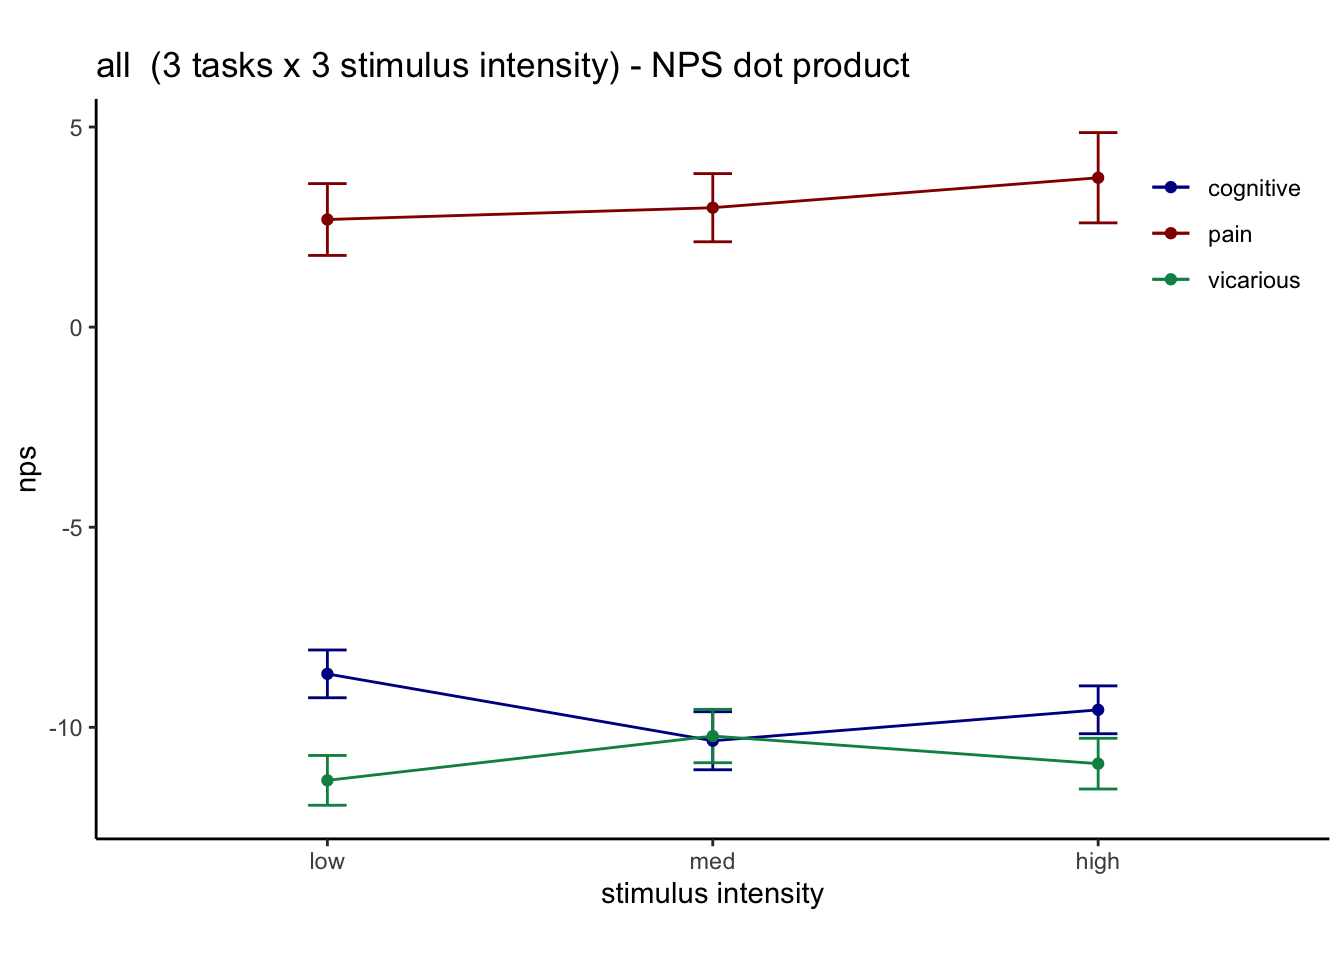 all  (3 tasks x 3 stimulus intensity) - NPS dot product
5
0
-5
-10
nps
low med high
stimulus intensity
cognitive
pain
vicarious